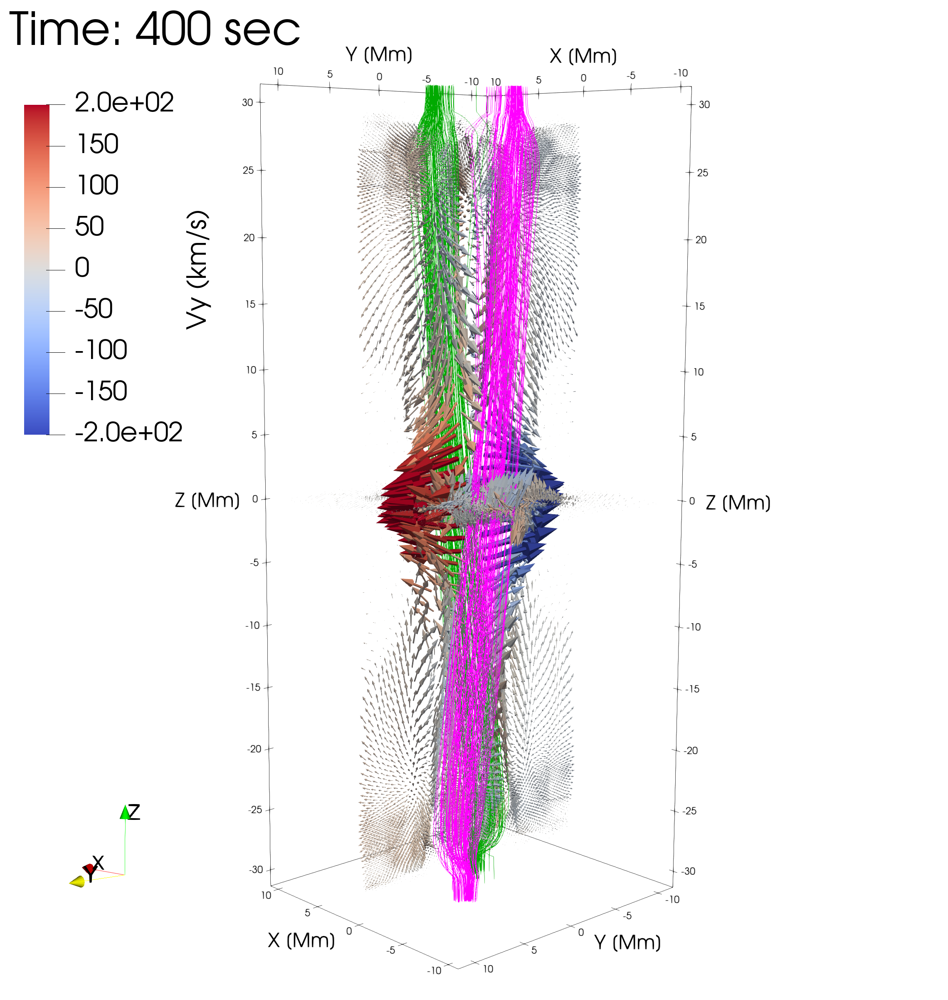 Time: 400 sec
Y (Mm) X (Mm)
10 5 0 -5 -10 10 5 0 -5 -10
2.0e+02
150
100
50
0
-50
-100
-150
-2.0e+02
Vy (km/s)
30 30
25 25
20 20
15 15
10 10
5 5
Z (Mm) 0 0 Z (Mm)
-5 -5
-10 -10
-15 -15
-20 -20
-25 -25
-30 -30
Z
X
Y
10 5 0 -5 -10
X (Mm)
10 5 0 -5 -10
Y (Mm)